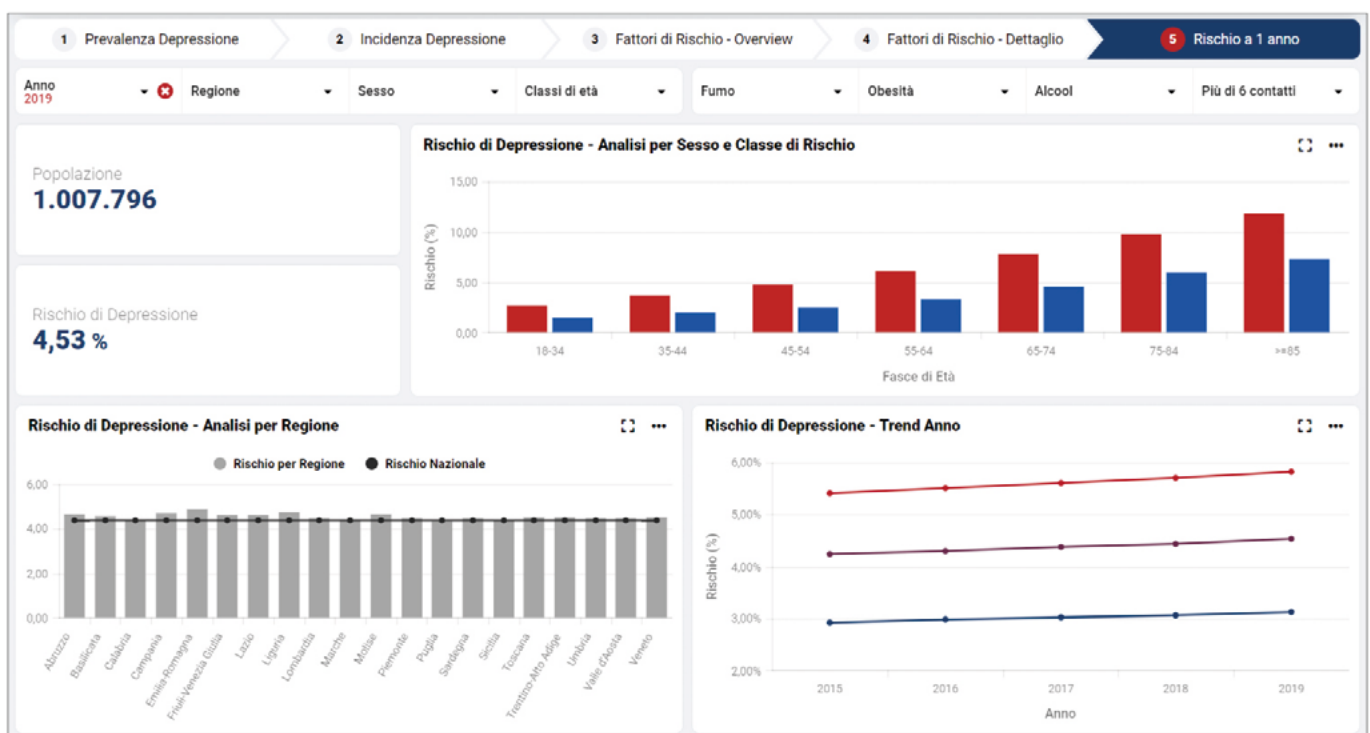 1 Prevalenza Depressione
2 Incidenza Depressione
3 Fattori di Rischio - Overview
4 Fattori di Rischio - Dettaglio
5 Rischio a 1 anno
Anno
2019
Regione
Sesso
Classi di età
Fumo
Obesità
Alcool
Più di 6 contatti
Popolazione
1.007.796
Rischio di Depressione
4,53 %
Rischio di Depressione - Analisi per Sesso e Classe di Rischio
Rischio (%)
15,00
10,00
5,00
0,00
18-34 35-44 45-54 55-64 65-74 75-84 >=85
Fasce di Età
Rischio di Depressione - Analisi per Regione
Rischio per Regione Rischio Nazionale
6,00
4,00
2,00
0,00
Abruzzo
Basilicata
Calabria
Campania
Emilia-Romagna
Friuli-Venezia Giulia
Lazio
Liguria
Lombardia
Marche
Molise
Piemonte
Puglia
Sardegna
Sicilia
Toscana
Trentino-Alto Adige
Umbria
Valle d'Aosta
Veneto
Rischio di Depressione - Trend Anno
Rischio (%)
6,00%
5,00%
4,00%
3,00%
2,00%
2015 2016 2017 2018 2019
Anno